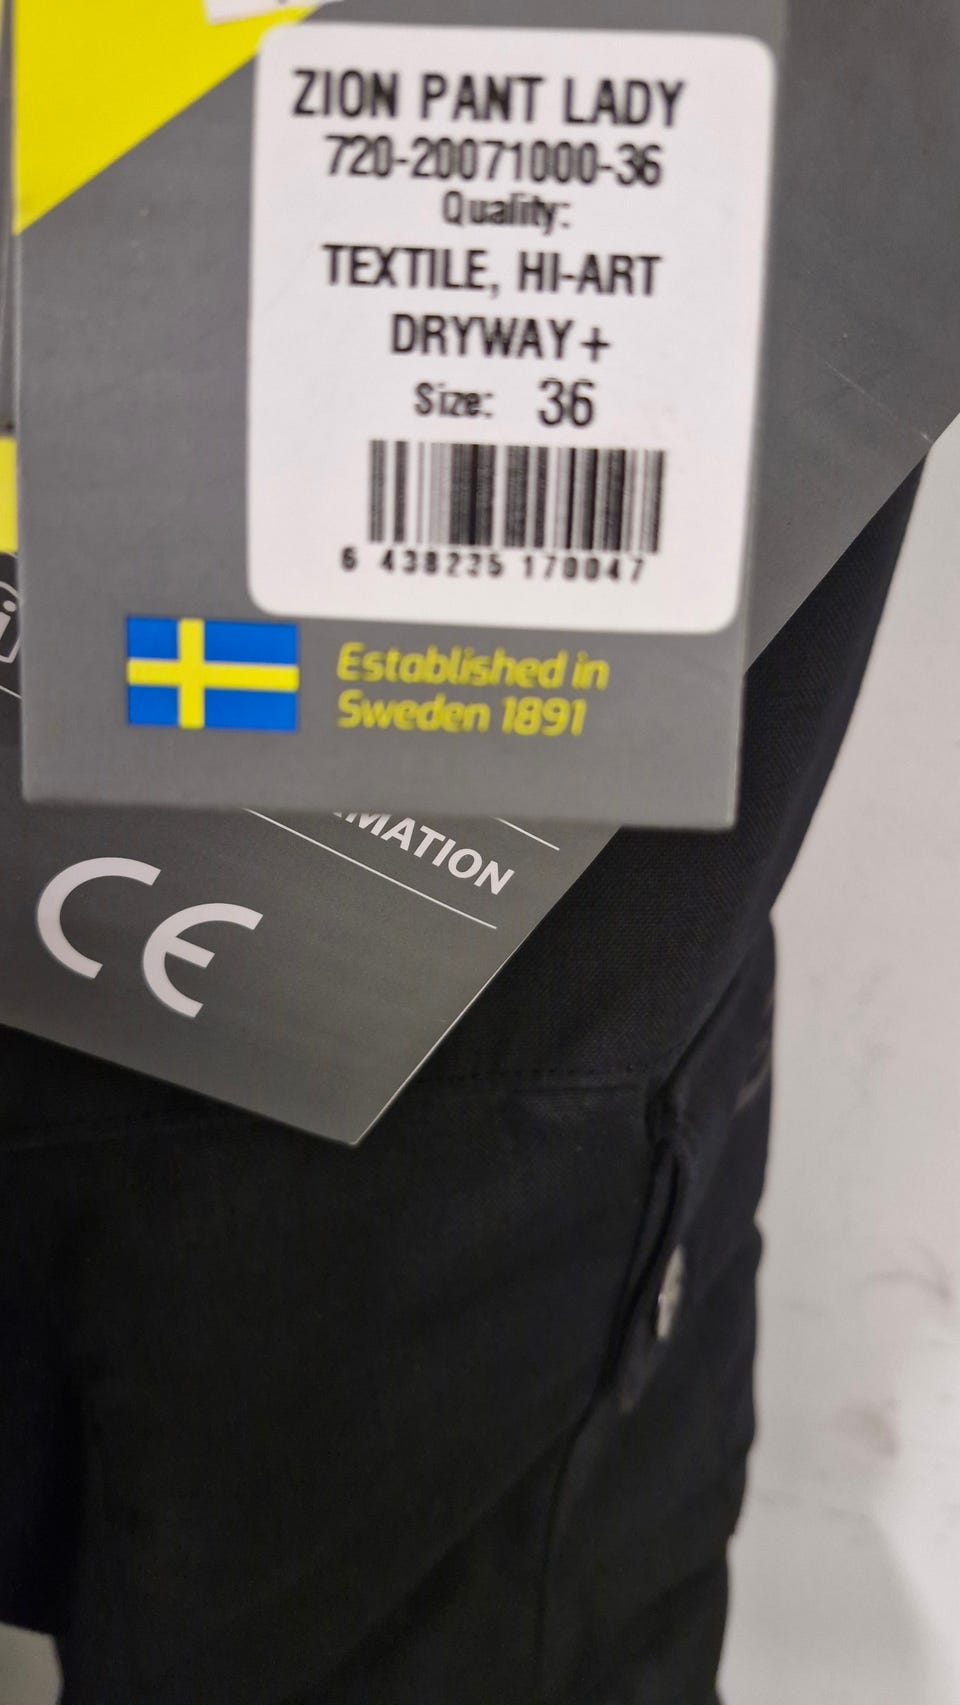 ZION PANT LADY
720-20071000-36
Quality:
TEXTILE, HI-ART
DRYWAY+
Size: 36
6 438235 170047
Established in
Sweden 1891
MATION
CE
i